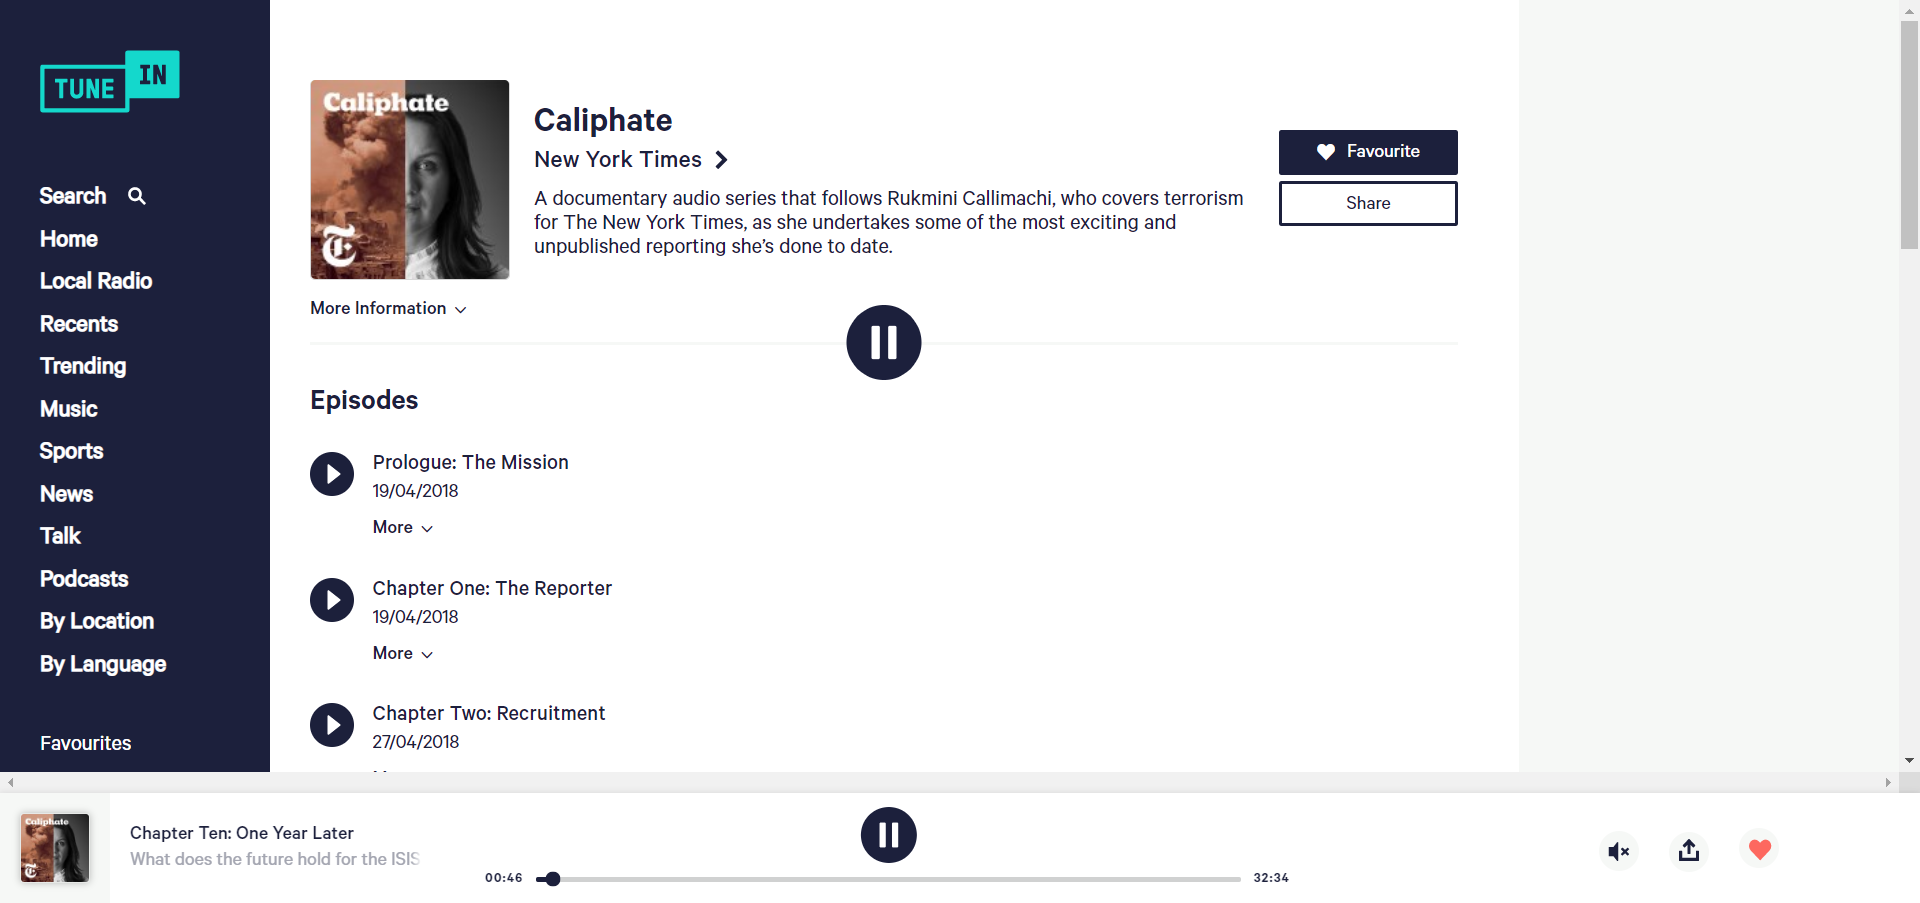 TUNE IN
Search
Home
Local Radio
Recents
Trending
Music
Sports
News
Talk
Podcasts
By Location
By Language
Favourites
Caliphate
Caliphate
New York Times
A documentary audio series that follows Rukmini Callimachi, who covers terrorism
for The New York Times, as she undertakes some of the most exciting and
unpublished reporting she’s done to date.
Favourite
Share
More Information
Episodes
Prologue: The Mission
19/04/2018
More
Chapter One: The Reporter
19/04/2018
More
Chapter Two: Recruitment
27/04/2018
Caliphate
Chapter Ten: One Year Later
What does the future hold for the ISIS
00:46
32:34